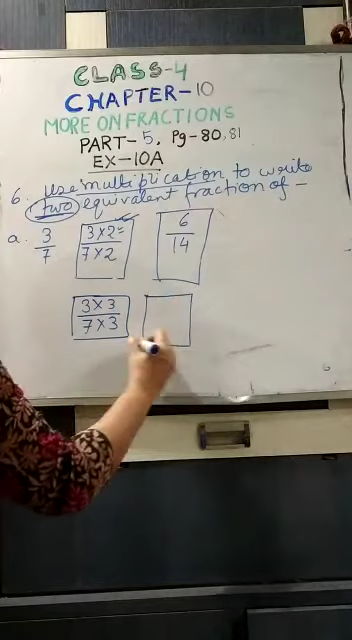 CLASS-4
CHAPTER-10
MORE ON FRACTIONS
PART-5, Pg-80,81
EX-10A
6. use multiplication to write
two equivalent fraction of -
a. 3/7 3×2/7×2 = 6/14
3×3/7×3